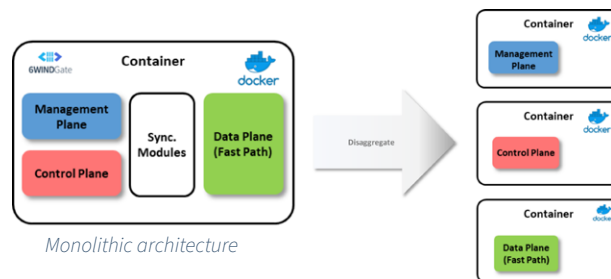 6WINDGate
Container
docker
Management
Plane
Control Plane
Sync.
Modules
Data Plane
(Fast Path)
Monolithic architecture
Disaggregate
Container
docker
Management
Plane
Container
docker
Control Plane
Container
docker
Data Plane
(Fast Path)